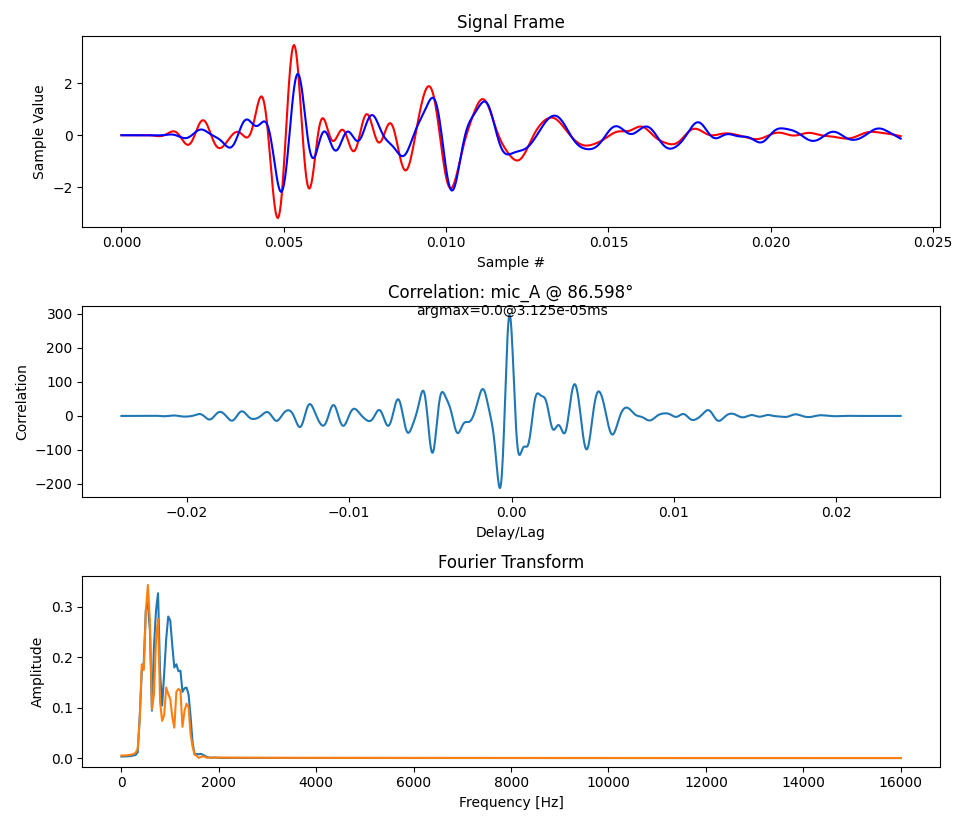 Signal Frame
Sample Value
2
0
−2
0.000 0.005 0.010 0.015 0.020 0.025
Sample #
Correlation: mic_A @ 86.598°
argmax=0.0@3.125e-05ms
Correlation
300
200
100
0
−100
−200
−0.02 −0.01 0.00 0.01 0.02
Delay/Lag
Fourier Transform
Amplitude
0.3
0.2
0.1
0.0
0 2000 4000 6000 8000 10000 12000 14000 16000
Frequency [Hz]